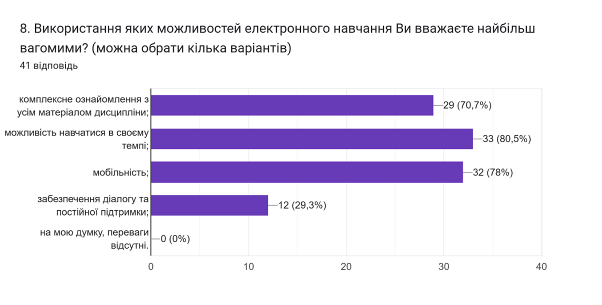 8. Використання яких можливостей електронного навчання Ви вважаєте найбільш
вагомими? (можна обрати кілька варіантів)
41 відповідь
комплексне ознайомлення з
усім матеріалом дисципліни;
29 (70,7%)
можливість навчатися в своєму
темпі;
33 (80,5%)
мобільність;
32 (78%)
забезпечення діалогу та
постійної підтримки;
12 (29,3%)
на мою думку, переваги
відсутні.
0 (0%)
0 10 20 30 40